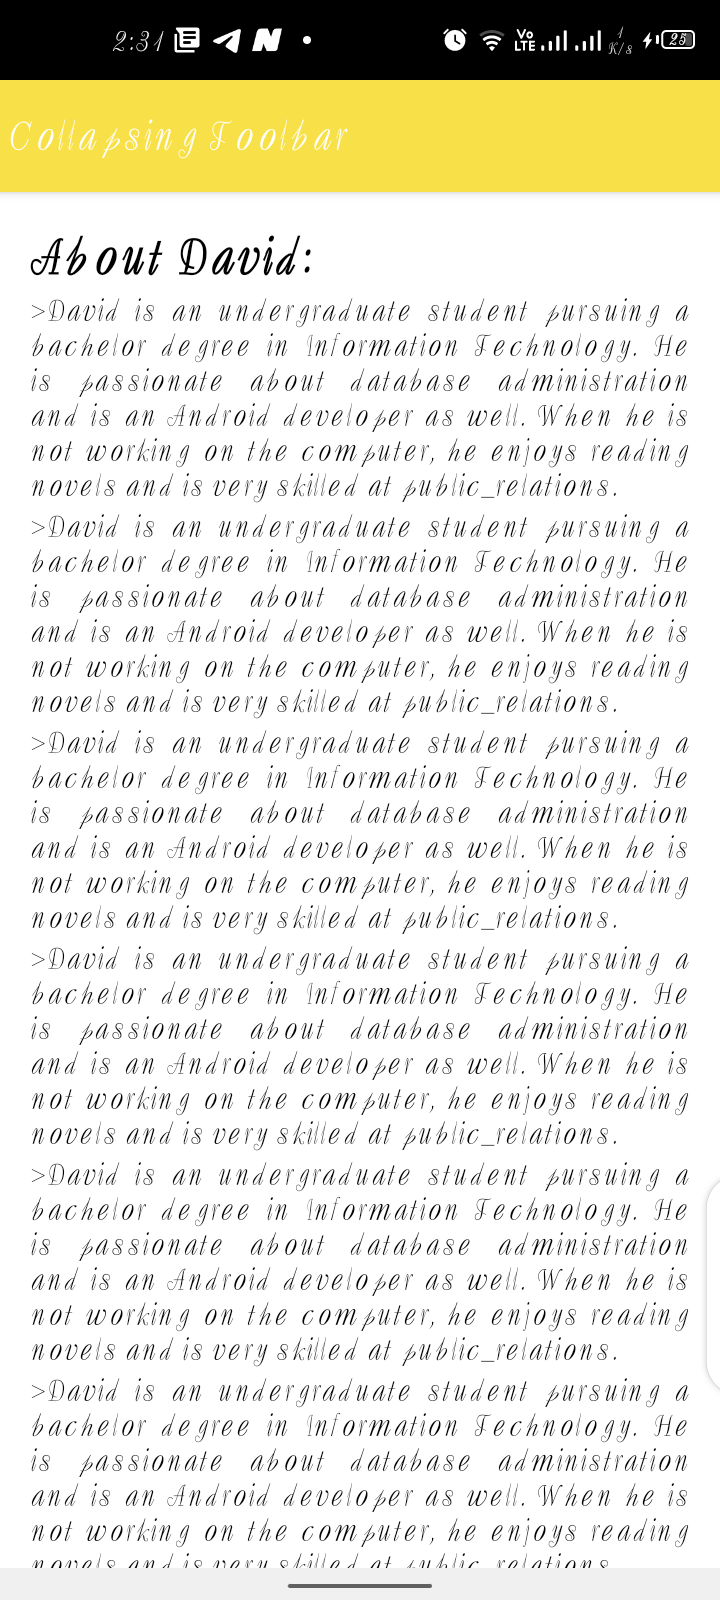 2:31 Vo LTE 1 K/s 25
Collapsing Toolbar
About David:
>David is an undergraduate student pursuing a
bachelor degree in Information Technology. He
is passionate about database administration
and is an Android developer as well. When he is
not working on the computer, he enjoys reading
novels and is very skilled at public_relations.
>David is an undergraduate student pursuing a
bachelor degree in Information Technology. He
is passionate about database administration
and is an Android developer as well. When he is
not working on the computer, he enjoys reading
novels and is very skilled at public_relations.
>David is an undergraduate student pursuing a
bachelor degree in Information Technology. He
is passionate about database administration
and is an Android developer as well. When he is
not working on the computer, he enjoys reading
novels and is very skilled at public_relations.
>David is an undergraduate student pursuing a
bachelor degree in Information Technology. He
is passionate about database administration
and is an Android developer as well. When he is
not working on the computer, he enjoys reading
novels and is very skilled at public_relations.
>David is an undergraduate student pursuing a
bachelor degree in Information Technology. He
is passionate about database administration
and is an Android developer as well. When he is
not working on the computer, he enjoys reading
novels and is very skilled at public_relations.
>David is an undergraduate student pursuing a
bachelor degree in Information Technology. He
is passionate about database administration
and is an Android developer as well. When he is
not working on the computer, he enjoys reading
novels and is very skilled at public_relations.